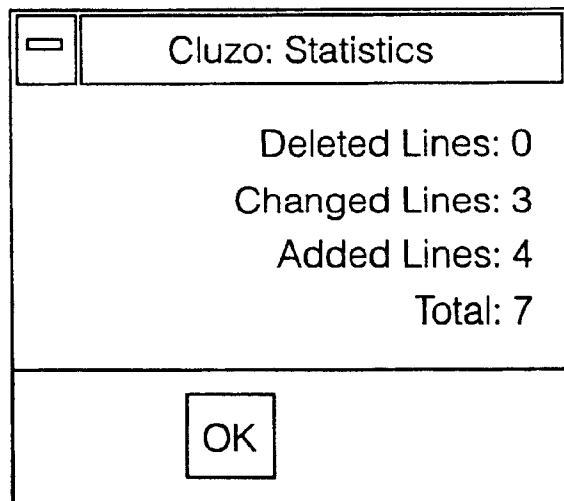 Cluzo: Statistics
Deleted Lines: 0
Changed Lines: 3
Added Lines: 4
Total: 7
OK